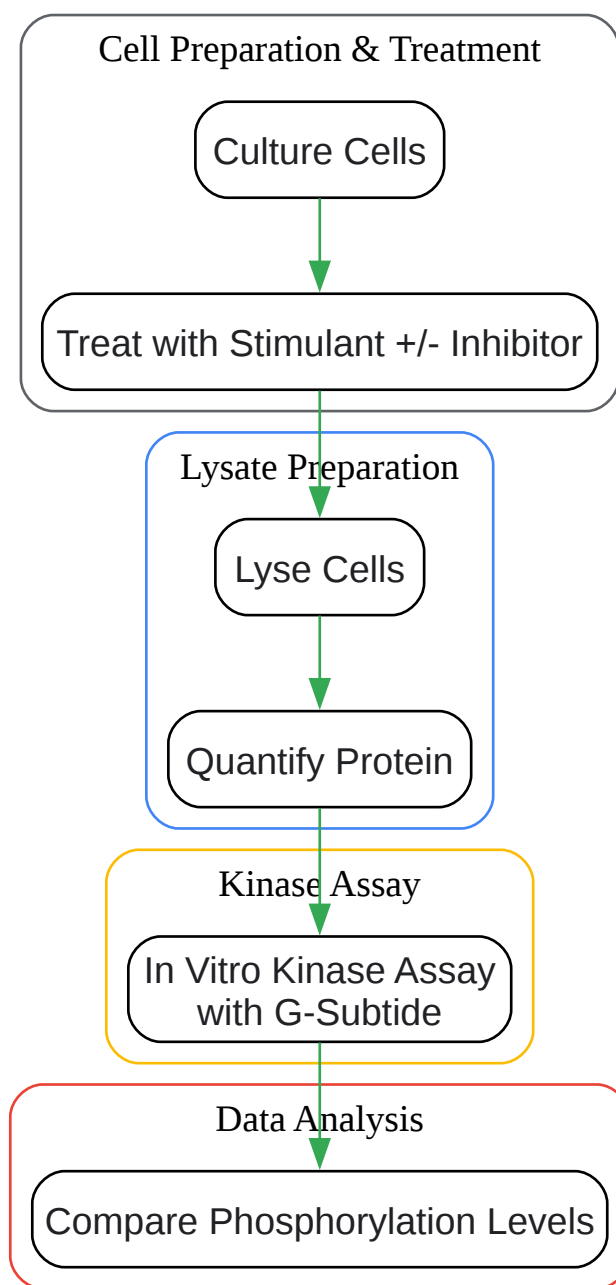 Cell Preparation & Treatment
Culture Cells
Treat with Stimulant +/- Inhibitor
Lysate Preparation
Lyse Cells
Quantify Protein
Kinase Assay
In Vitro Kinase Assay
with G-Subtide
Data Analysis
Compare Phosphorylation Levels